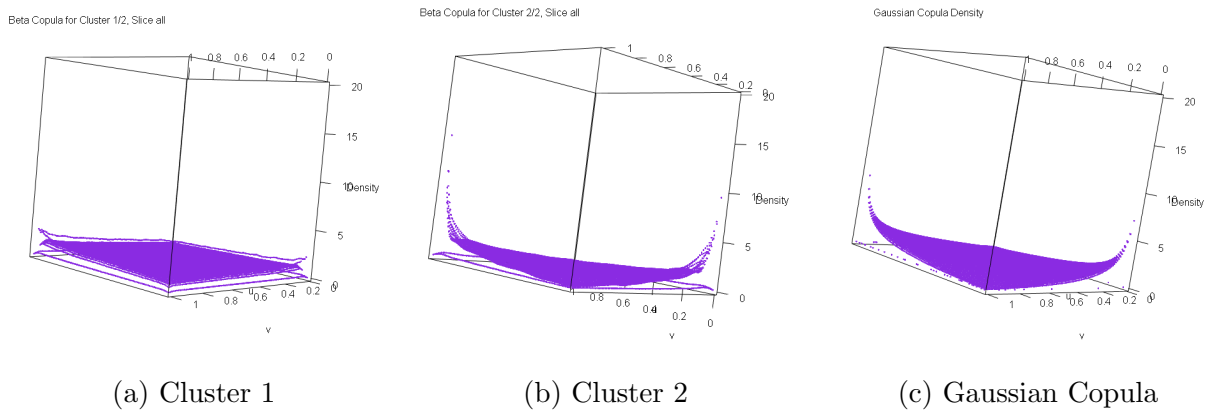 Beta Copula for Cluster 1/2, Slice all
0.8 0.6 0.4 0.2 0
20
15
10
Density
5
0
1 0.8 0.6 u 0.4 0.2
v
Beta Copula for Cluster 2/2, Slice all
1 0.8 0.6 0.4 0.2 0
20
15
10
Density
5
0
0.8 0.6 0.2 0
v
Gaussian Copula Density
1 0.8 0.6 0.4 0.2 0
20
15
10
Density
5
0
1 0.8 0.6 u 0.4 0.2
v
(a) Cluster 1
(b) Cluster 2
(c) Gaussian Copula